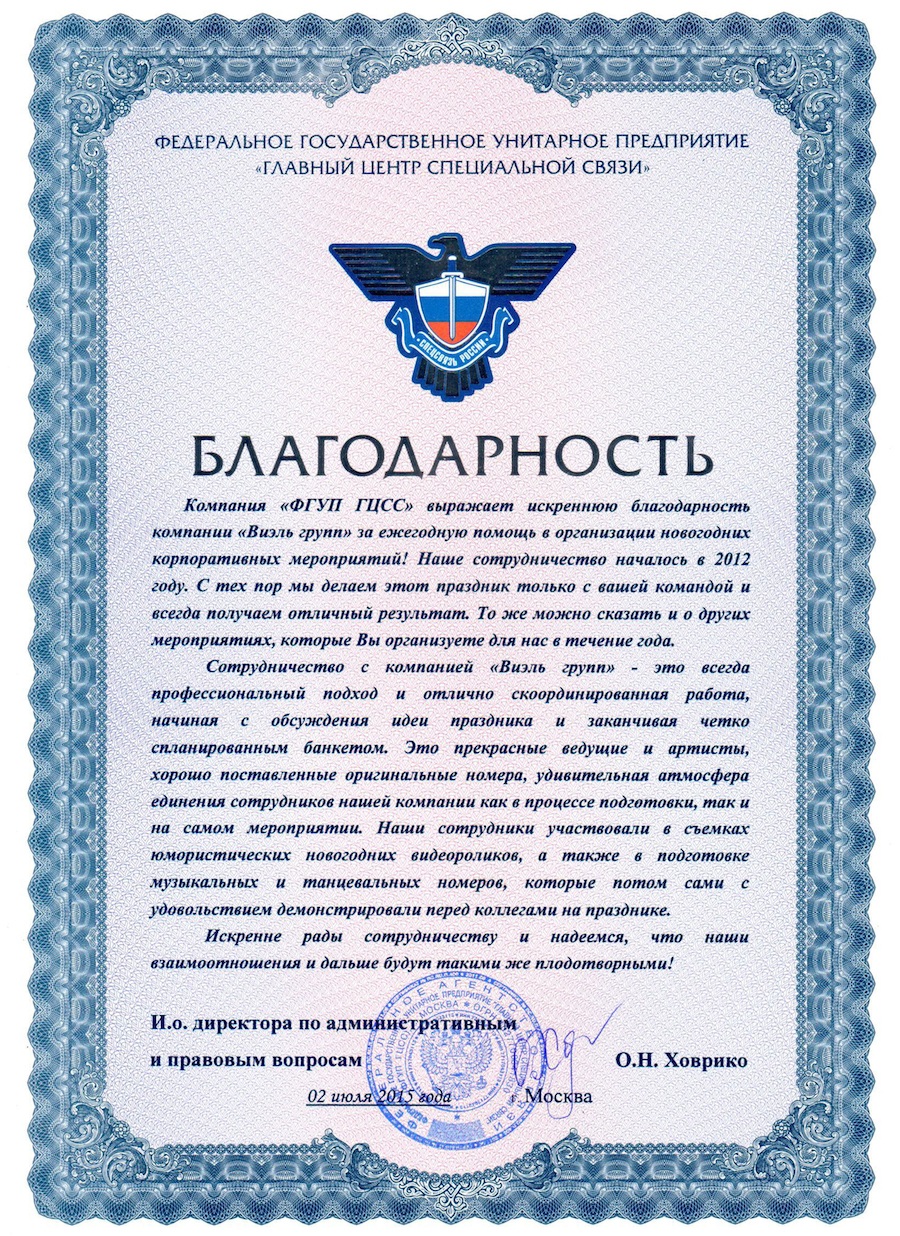 ФЕДЕРАЛЬНОЕ ГОСУДАРСТВЕННОЕ УНИТАРНОЕ ПРЕДПРИЯТИЕ
«ГЛАВНЫЙ ЦЕНТР СПЕЦИАЛЬНОЙ СВЯЗИ»
СПЕЦСВЯЗЬ РОССИИ
БЛАГОДАРНОСТЬ
Компания «ФГУП ГЦСС» выражает искреннюю благодарность
компании «Виэль групп» за ежегодную помощь в организации новогодних
корпоративных мероприятий! Наше сотрудничество началось в 2012
году. С тех пор мы делаем этот праздник только с вашей командой и
всегда получаем отличный результат. То же можно сказать и о других
мероприятиях, которые Вы организуете для нас в течение года.
Сотрудничество с компанией «Виэль групп» - это всегда
профессиональный подход и отлично скоординированная работа,
начиная с обсуждения идеи праздника и заканчивая четко
спланированным банкетом. Это прекрасные ведущие и артисты,
хорошо поставленные оригинальные номера, удивительная атмосфера
единения сотрудников нашей компании как в процессе подготовки, так и
на самом мероприятии. Наши сотрудники участвовали в съемках
юмористических новогодних видеороликов, а также в подготовке
музыкальных и танцевальных номеров, которые потом сами с
удовольствием демонстрировали перед коллегами на празднике.
Искренне рады сотрудничеству и надеемся, что наши
взаимоотношения и дальше будут такими же плодотворными!
И.о. директора по административным
и правовым вопросам О.Н. Ховрико
02 июля 2015 года г. Москва
ФЕДЕРАЛЬНОЕ АГЕНТСТВО СВЯЗИ
УНИТАРНОЕ ПРЕДПРИЯТИЕ
МОСКВА * ОГРН